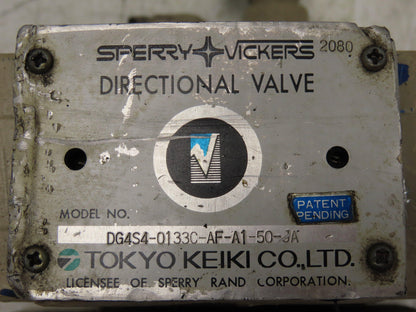 SPERRY VICKERS 2080
DIRECTIONAL VALVE
PATENT
PENDING
MODEL NO.
DG4S4-0133C-AF-A1-50-JA
TOKYO KEIKI CO., LTD.
LICENSEE OF SPERRY RAND CORPORATION.